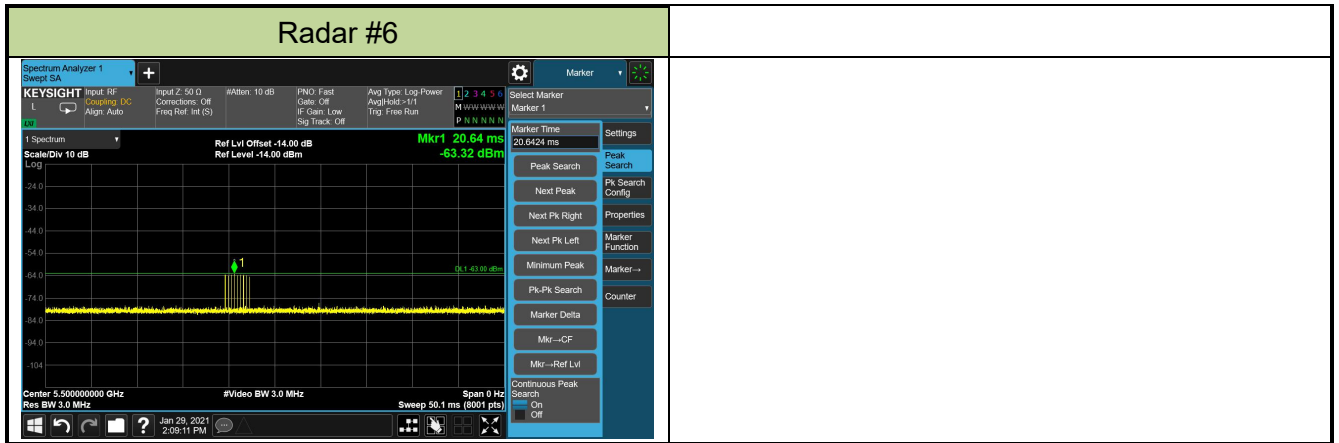 Radar #6
Spectrum Analyzer 1
Swept SA
+
Marker
KEYSIGHT
L
Input: RF
Coupling: DC
Align: Auto
Input Z: 50 Ω
Corrections: Off
Freq Ref: Int (S)
#Atten: 10 dB
PNO: Fast
Gate: Off
IF Gain: Low
Sig Track: Off
Avg Type: Log-Power
Avg|Hold:>1/1
Trig: Free Run
1 2 3 4 5 6
M W W W W W
P N N N N N
Select Marker
Marker 1
1 Spectrum
Scale/Div 10 dB
Ref Lvl Offset -14.00 dB
Ref Level -14.00 dBm
Mkr1 20.64 ms
-63.32 dBm
Marker Time
20.6424 ms
Settings
Peak Search
Next Peak
Next Pk Right
Next Pk Left
Minimum Peak
Pk-Pk Search
Marker Delta
Mkr→CF
Mkr→Ref Lvl
Continuous Peak
Search
On
Off
Peak
Search
Pk Search
Config
Properties
Marker
Function
Marker→
Counter
Log
-24.0
-34.0
-44.0
-54.0
-64.0
-74.0
-84.0
-94.0
-104
1
DL1 -63.00 dBm
Center 5.500000000 GHz
Res BW 3.0 MHz
#Video BW 3.0 MHz
Span 0 Hz
Sweep 50.1 ms (8001 pts)
?
Jan 29, 2021
2:09:11 PM